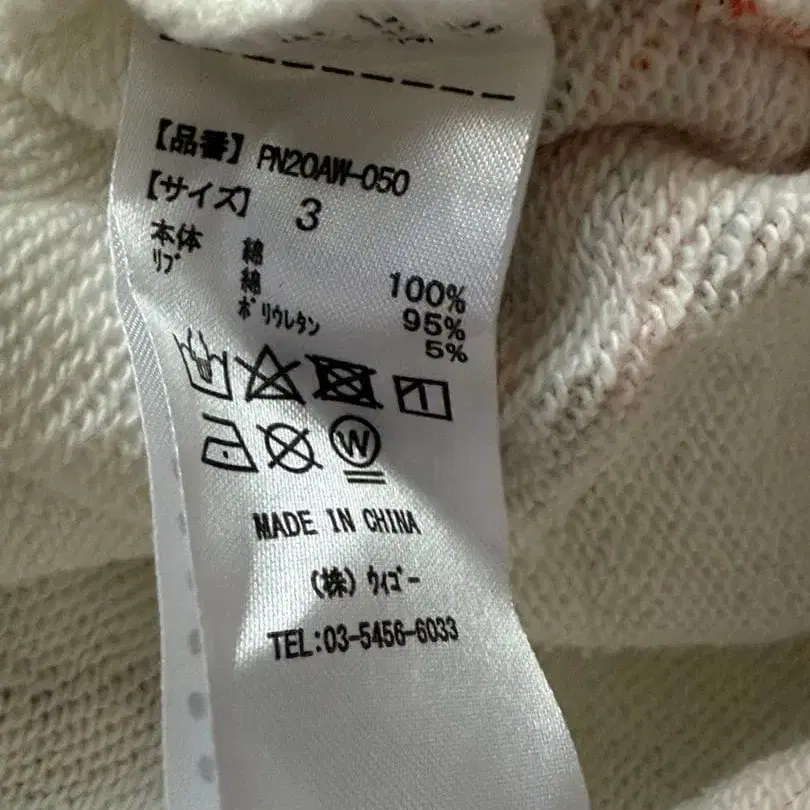 【品番】 PN20AW-050
【サイズ】 3
本体 綿 100%
リブ 綿 95%
ポリウレタン 5%
W
MADE IN CHINA
(株)ウィゴー
TEL:03-5456-6033